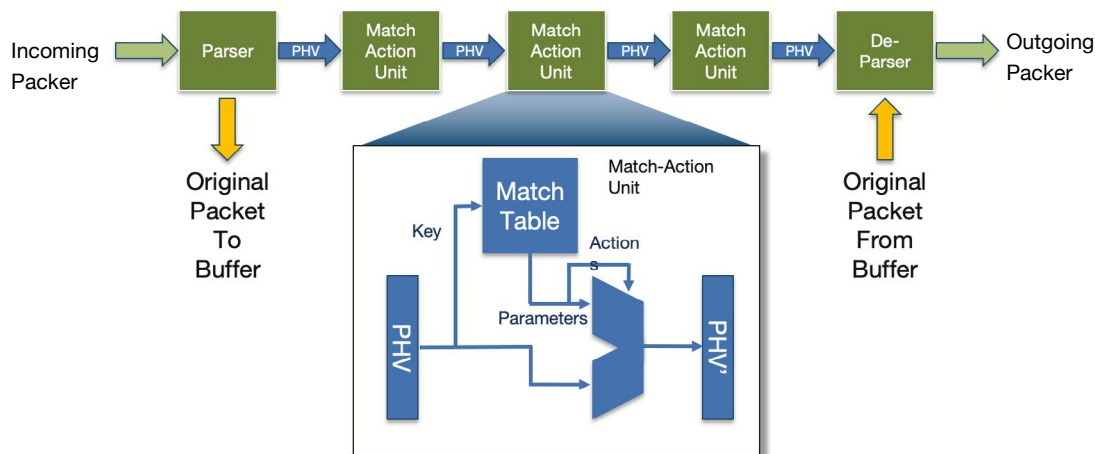 Incoming
Packer
Parser
PHV
Match
Action
Unit
PHV
Match
Action
Unit
PHV
Match
Action
Unit
PHV
De-
Parser
Outgoing
Packer
Original
Packet
To
Buffer
Original
Packet
From
Buffer
Match-Action
Unit
Match
Table
Key
Action
s
Parameters
PHV
PHV'